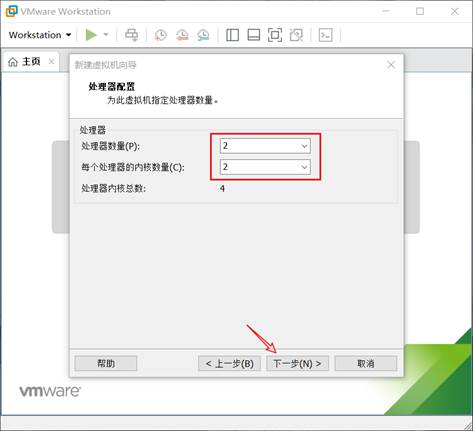 VMware Workstation
Workstation
主页
新建虚拟机向导
处理器配置
为此虚拟机指定处理器数量。
处理器
处理器数量(P): 2
每个处理器的内核数量(C): 2
处理器内核总数: 4
帮助 < 上一步(B) 下一步(N) > 取消
vmware